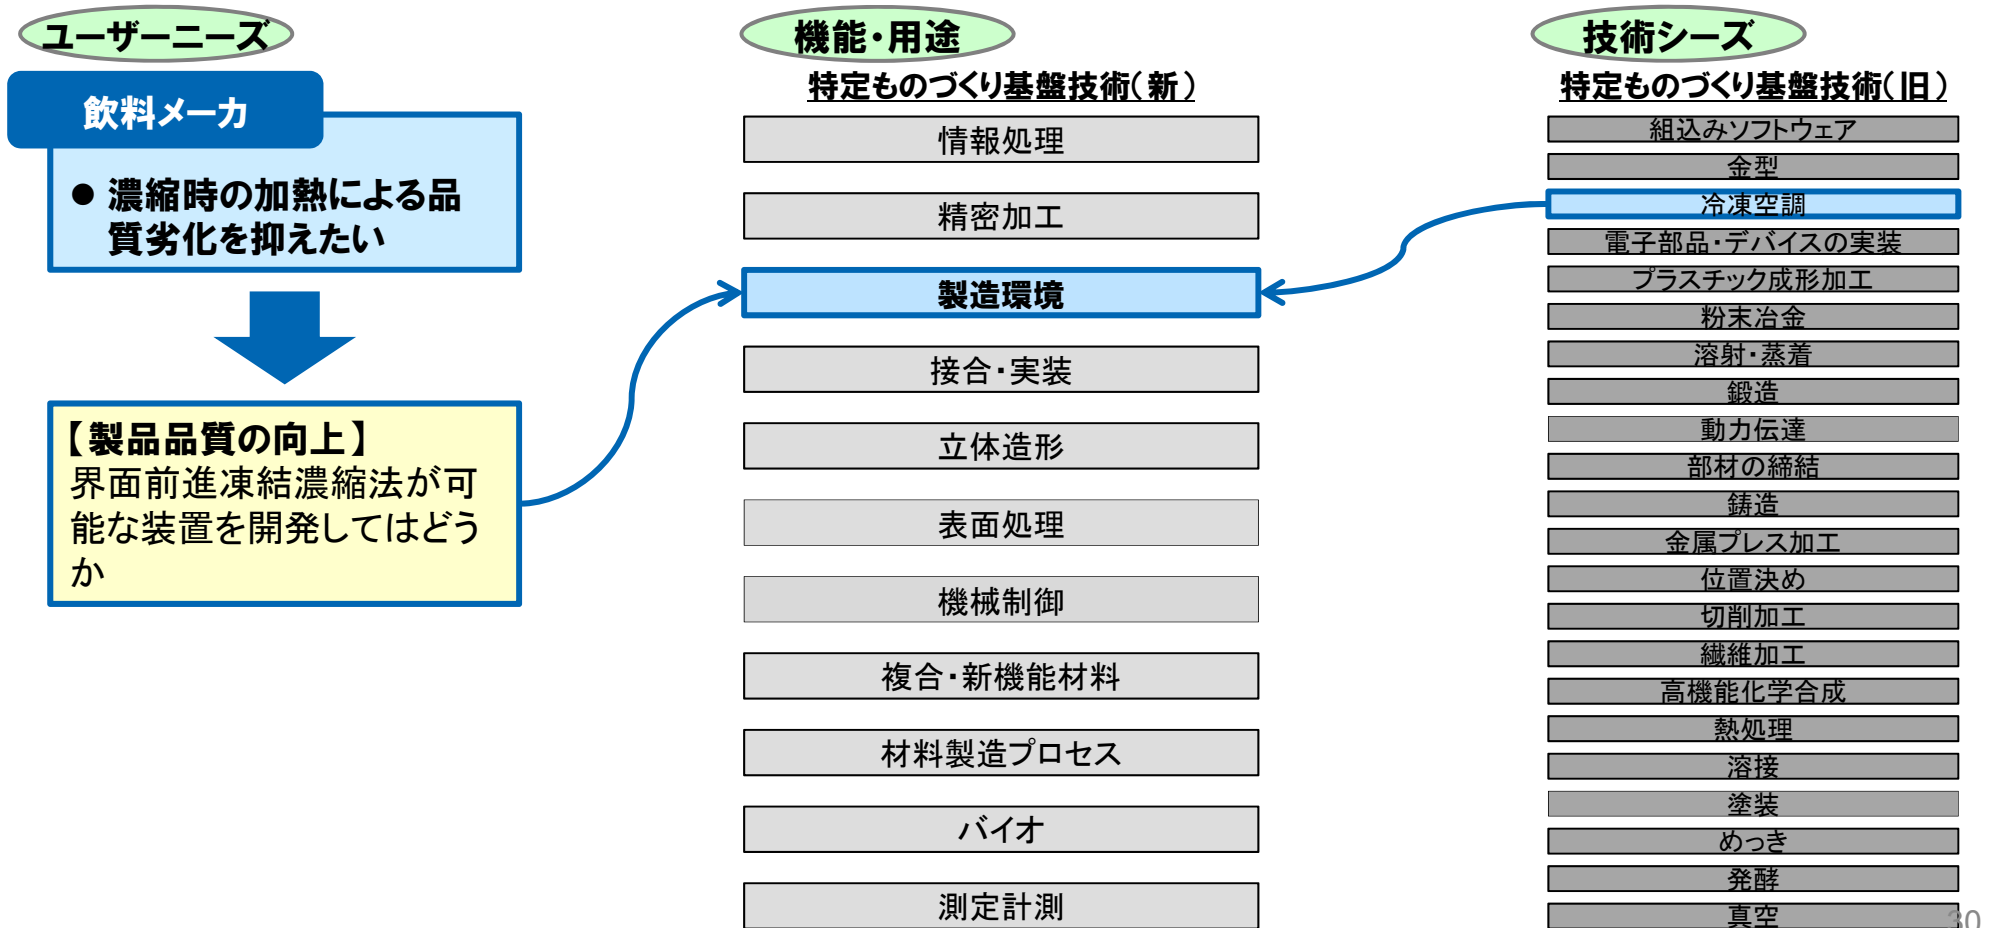 ユーザーニーズ
飲料メーカ
● 濃縮時の加熱による品
質劣化を抑えたい
【製品品質の向上】
界面前進凍結濃縮法が可
能な装置を開発してはどう
か
機能・用途
特定ものづくり基盤技術(新)
情報処理
精密加工
製造環境
接合・実装
立体造形
表面処理
機械制御
複合・新機能材料
材料製造プロセス
バイオ
測定計測
技術シーズ
特定ものづくり基盤技術(旧)
組込みソフトウェア
金型
冷凍空調
電子部品・デバイスの実装
プラスチック成形加工
粉末冶金
溶射・蒸着
鍛造
動力伝達
部材の締結
鋳造
金属プレス加工
位置決め
切削加工
繊維加工
高機能化学合成
熱処理
溶接
塗装
めっき
発酵
真空
30